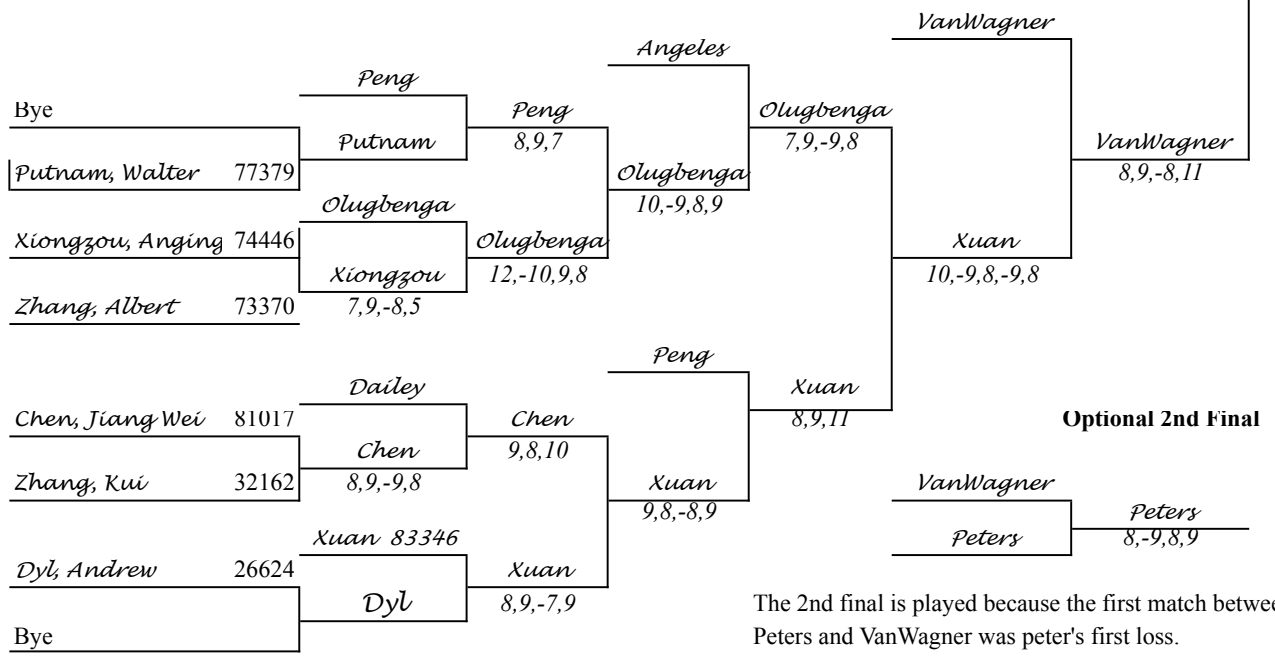 VanWagner
Angeles
Peng
Bye
Peng
8,9,7
Olugbenga
7,9,-9,8
Putnam
VanWagner
8,9,-8,11
Putnam, Walter 77379
Olugbenga
10,-9,8,9
Olugbenga
Xiongzou, Anging 74446
Olugbenga
12,-10,9,8
Xuan
10,-9,8,-9,8
Xiongzou
7,9,-8,5
Zhang, Albert 73370
Peng
Dailey
Xuan
8,9,11
Chen, Jiang Wei 81017
Chen
9,8,10
Optional 2nd Final
Chen
8,9,-9,8
Zhang, Kui 32162
Xuan
9,8,-8,9
VanWagner
Peters
8,-9,8,9
Xuan 83346
Peters
Dyl, Andrew 26624
Xuan
8,9,-7,9
Dyl
The 2nd final is played because the first match betwe
Peters and VanWagner was peter's first loss.
Bye